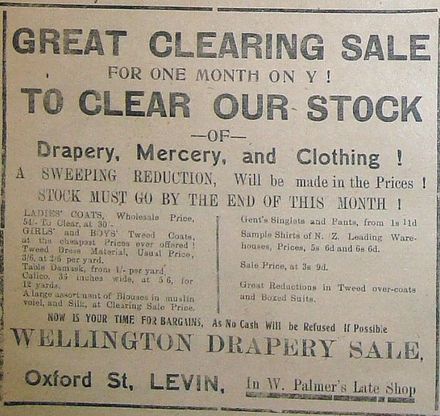 GREAT CLEARING SALE
FOR ONE MONTH ON Y !
TO CLEAR OUR STOCK
—OF—
Drapery, Mercery, and Clothing !
A SWEEPING REDUCTION, Will be made in the Prices !
STOCK MUST GO BY THE END OF THIS MONTH !
LADIES' COATS, Wholesale Price,
54/- To Clear, at 30/-
GIRLS' and BOYS' Tweed Coats,
at the cheapest Prices ever offered !
Tweed Dress Material, Usual Price,
3/6, at 2/6 per yard.
Table Damask, from 1/- per yard
Calico, 35 inches wide, at 5/6, for
12 yards.
A large assortment of Blouses in muslin
voiel, and Silk, at Clearing Sale Price.
Gent's Singlets and Pants, from 1s 11d
Sample Shirts of N. Z. Leading Ware-
houses, Prices, 5s 6d and 6s 6d.
Sale Price, at 3s 9d.
Great Reductions in Tweed over-coats
and Boxed Suits.
NOW IS YOUR TIME FOR BARGAINS, As No Cash Will be Refused If Possible
WELLINGTON DRAPERY SALE,
Oxford St, LEVIN, In W. Palmer's Late Shop